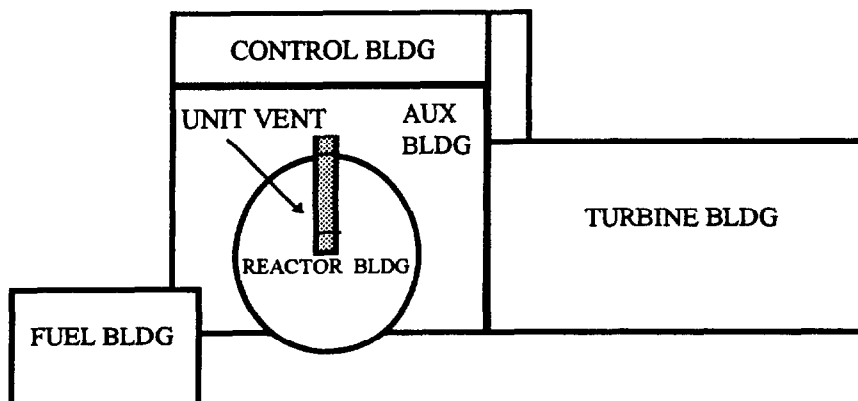 CONTROL BLDG
UNIT VENT
AUX
BLDG
TURBINE BLDG
REACTOR BLDG
FUEL BLDG